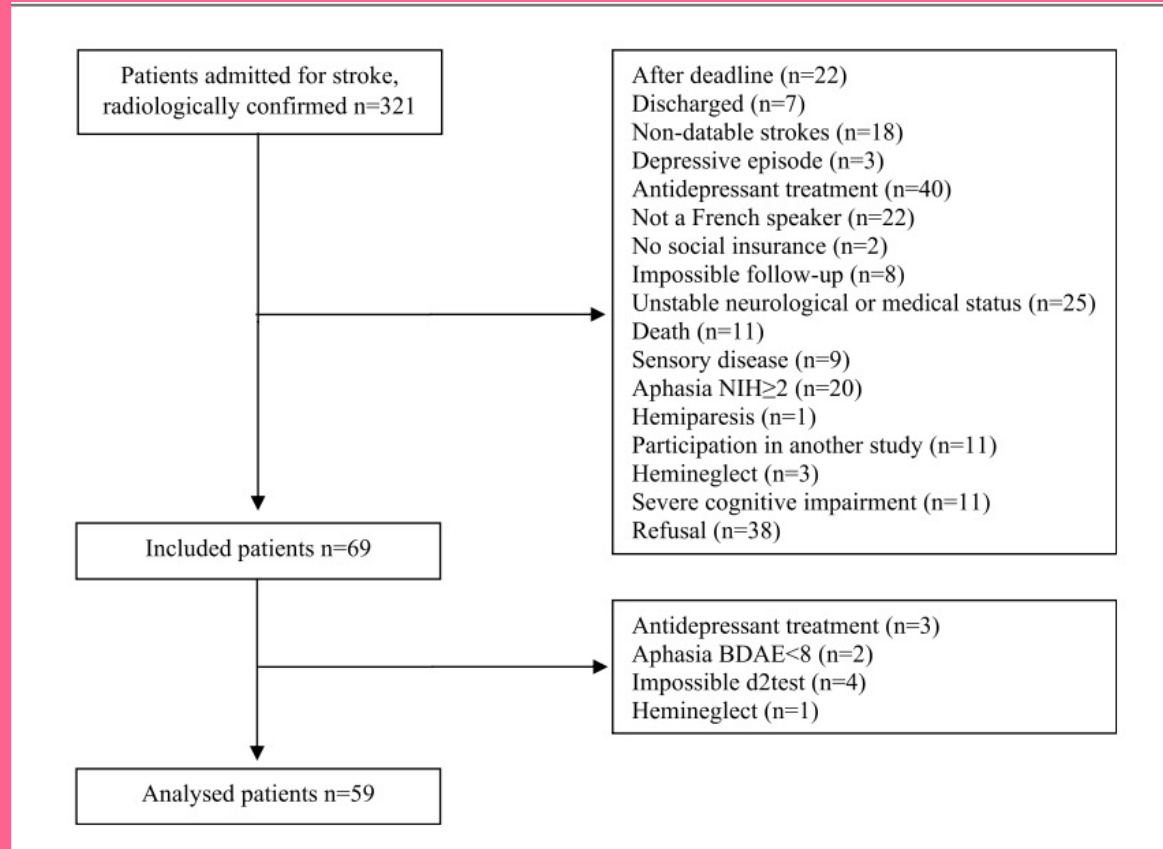 Patients admitted for stroke,
radiologically confirmed n=321
After deadline (n=22)
Discharged (n=7)
Non-datable strokes (n=18)
Depressive episode (n=3)
Antidepressant treatment (n=40)
Not a French speaker (n=22)
No social insurance (n=2)
Impossible follow-up (n=8)
Unstable neurological or medical status (n=25)
Death (n=11)
Sensory disease (n=9)
Aphasia NIH≥2 (n=20)
Hemiparesis (n=1)
Participation in another study (n=11)
Hemineglect (n=3)
Severe cognitive impairment (n=11)
Refusal (n=38)
Included patients n=69
Antidepressant treatment (n=3)
Aphasia BDAE<8 (n=2)
Impossible d2test (n=4)
Hemineglect (n=1)
Analysed patients n=59